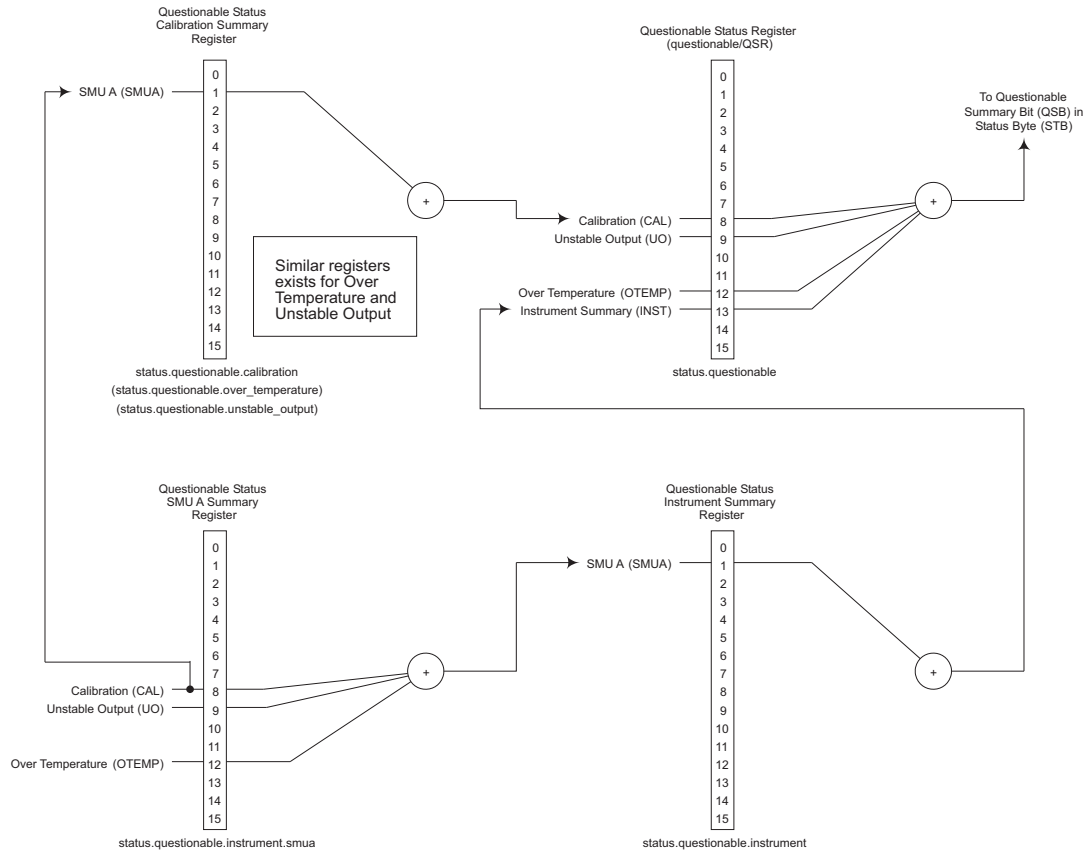 Questionable Status
Calibration Summary
Register
0
1
2
3
4
5
6
7
8
9
10
11
12
13
14
15
SMU A (SMUA)
+
Similar registers
exists for Over
Temperature and
Unstable Output
status.questionable.calibration
(status.questionable.over_temperature)
(status.questionable.unstable_output)
Questionable Status Register
(questionable/QSR)
0
1
2
3
4
5
6
7
8
9
10
11
12
13
14
15
Calibration (CAL)
Unstable Output (UO)
Over Temperature (OTEMP)
Instrument Summary (INST)
+
To Questionable
Summary Bit (QSB) in
Status Byte (STB)
status.questionable
Questionable Status
SMU A Summary
Register
0
1
2
3
4
5
6
7
8
9
10
11
12
13
14
15
Calibration (CAL)
Unstable Output (UO)
Over Temperature (OTEMP)
+
status.questionable.instrument.smua
Questionable Status
Instrument Summary
Register
0
1
2
3
4
5
6
7
8
9
10
11
12
13
14
15
SMU A (SMUA)
+
status.questionable.instrument